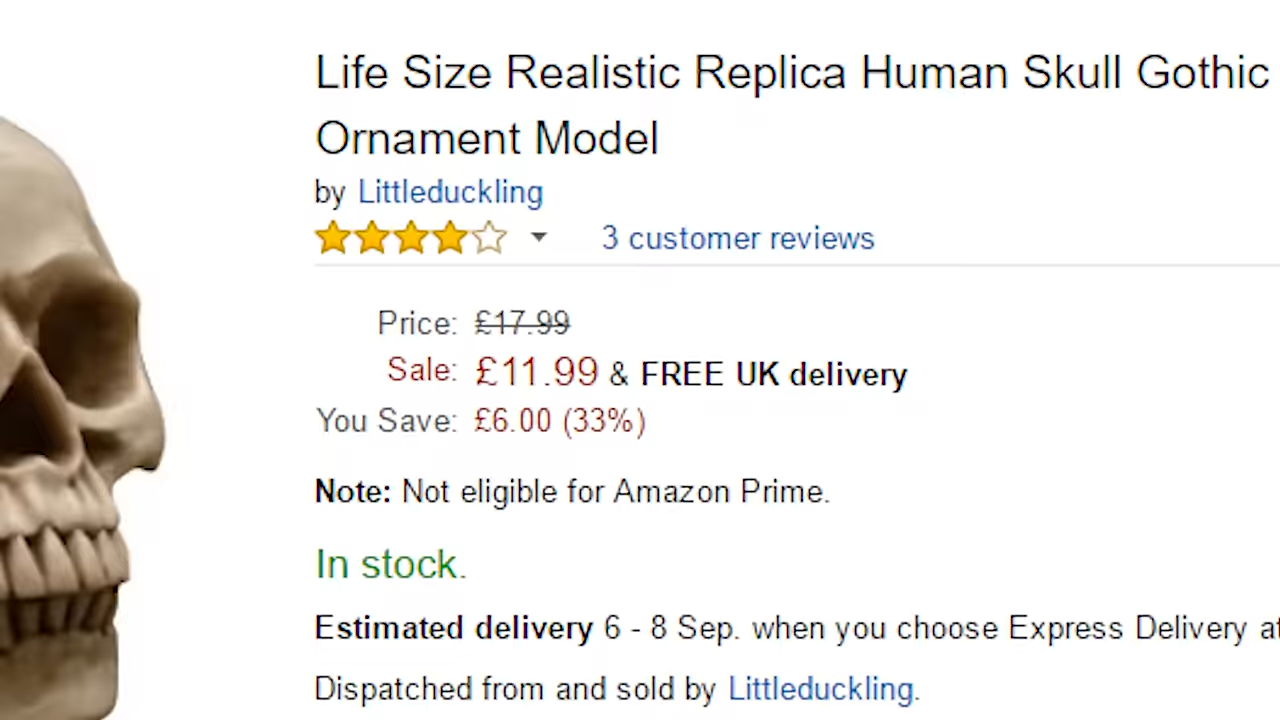 Life Size Realistic Replica Human Skull Gothic
Ornament Model
by Littleduckling
3 customer reviews
Price: £17.99
Sale: £11.99 & FREE UK delivery
You Save: £6.00 (33%)
Note: Not eligible for Amazon Prime.
In stock.
Estimated delivery 6 - 8 Sep. when you choose Express Delivery at
Dispatched from and sold by Littleduckling.